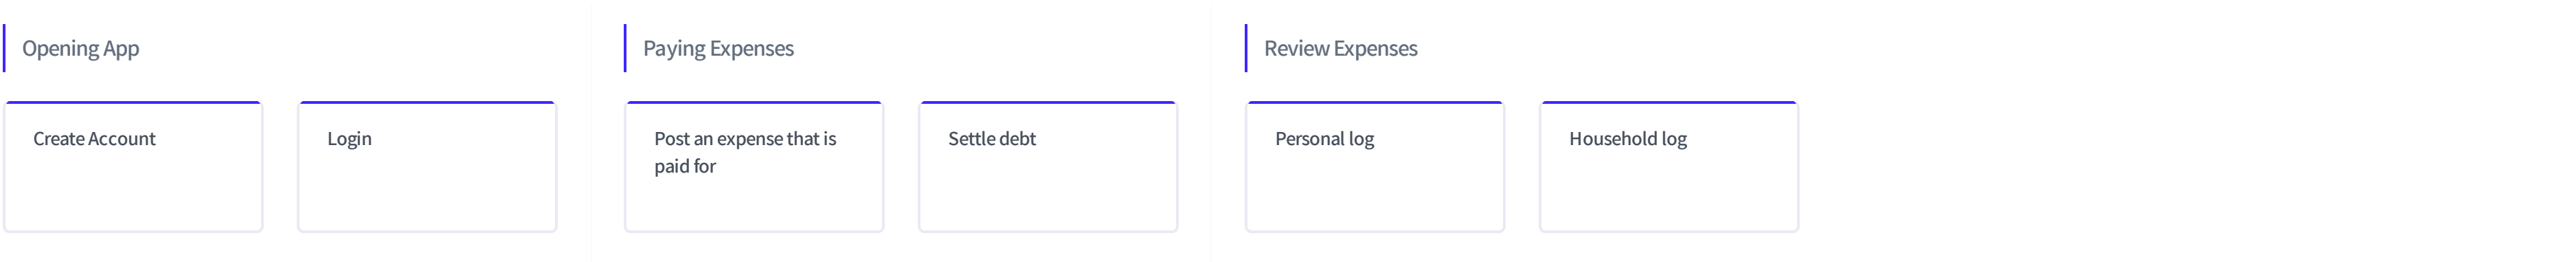 Opening App
Paying Expenses
Review Expenses
Create Account
Login
Post an expense that is
paid for
Settle debt
Personal log
Household log